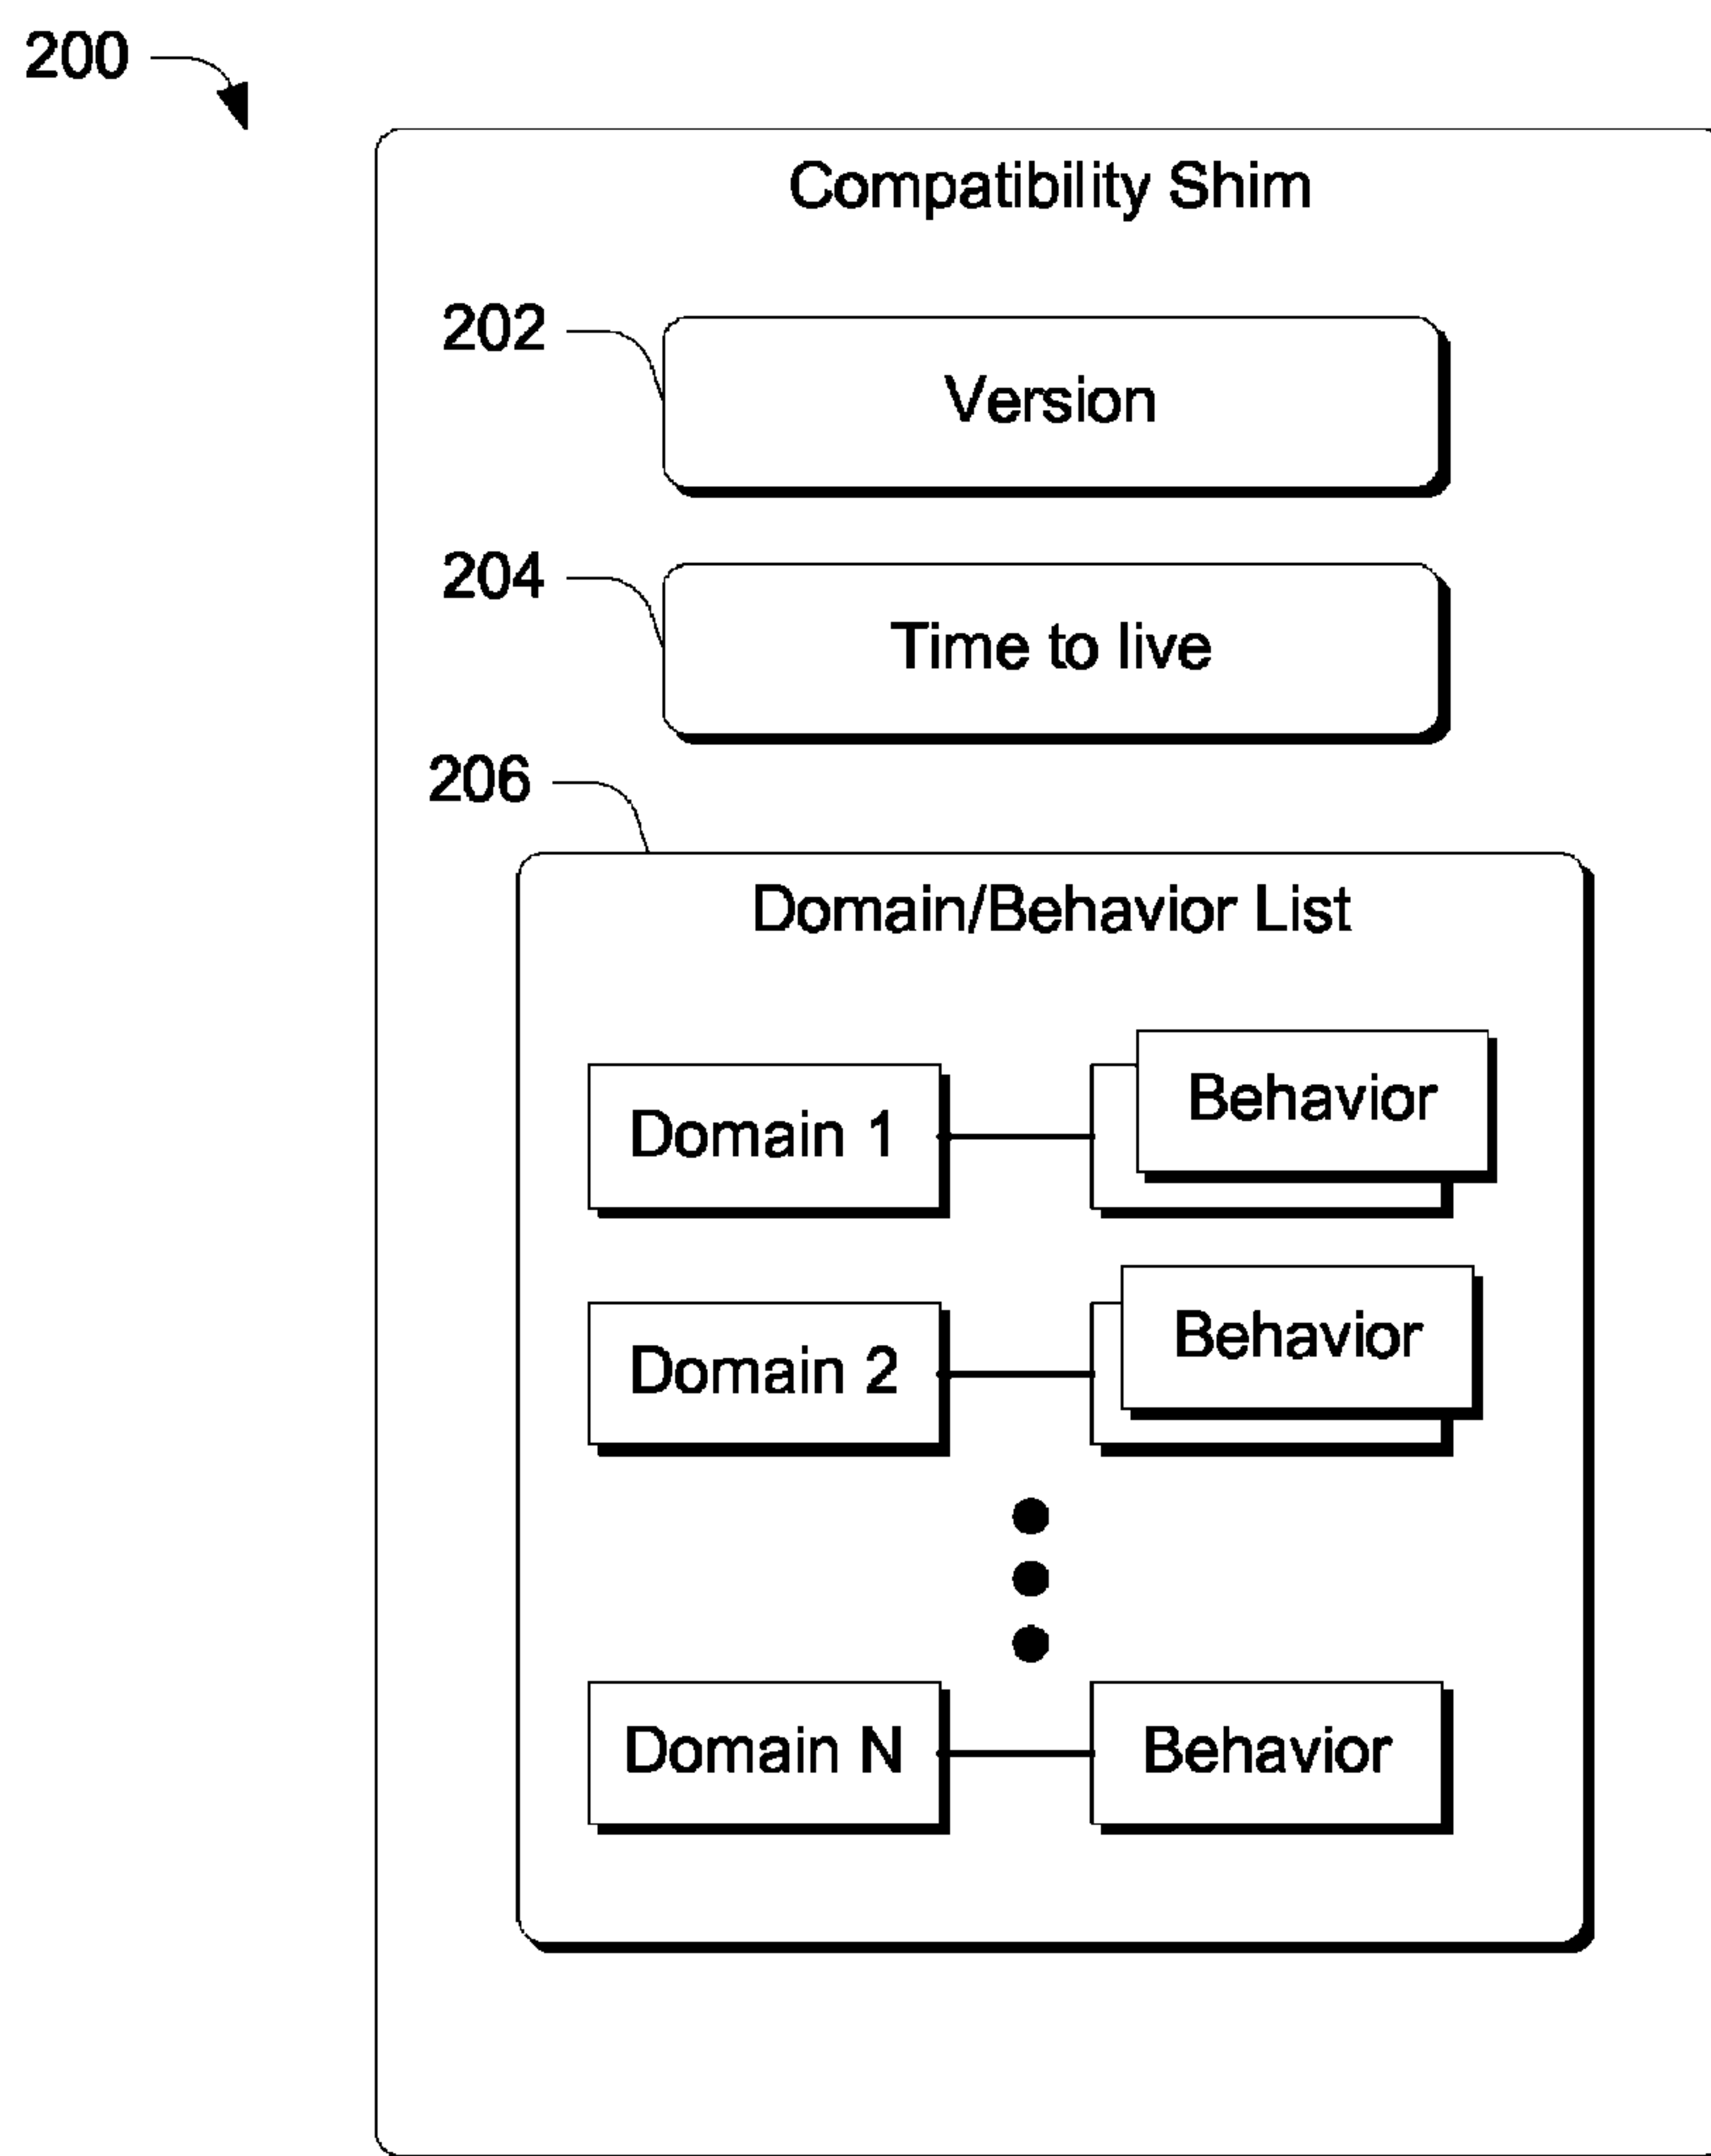 200
Compatibility Shim
202
Version
204
Time to live
206
Domain/Behavior List
Domain 1
Behavior
Domain 2
Behavior
Domain N
Behavior